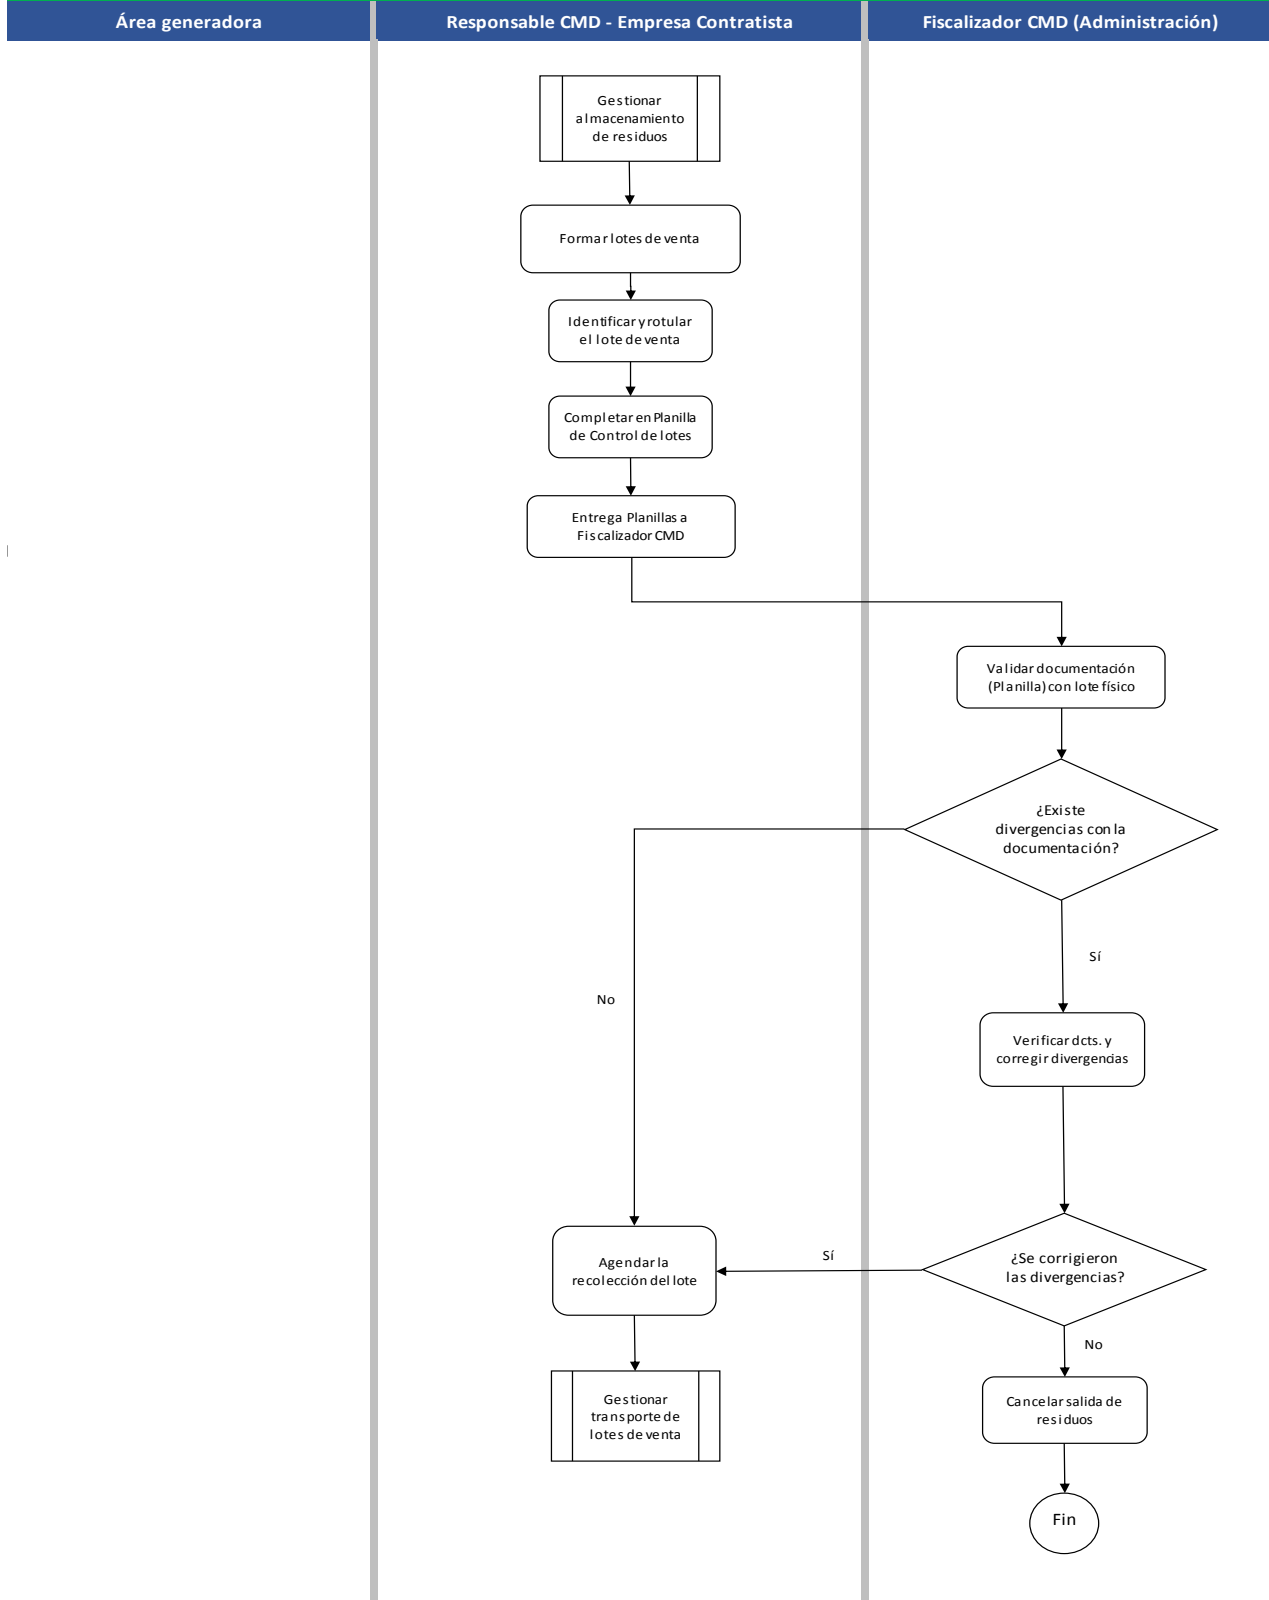 Área generadora
Responsable CMD - Empresa Contratista
Fiscalizador CMD (Administración)
Gestionar
almacenamiento
de residuos
Formar lotes de venta
Identificar y rotular
el lote de venta
Completar en Planilla
de Control de lotes
Entrega Planillas a
Fiscalizador CMD
Validar documentación
(Planilla) con lote físico
¿Existe
divergencias con la
documentación?
Sí
No
Verificar dcts. y
corregir divergencias
¿Se corrigieron
las divergencias?
Sí
Agendar la
recolección del lote
No
Gestionar
transporte de
lotes de venta
Cancelar salida de
residuos
Fin